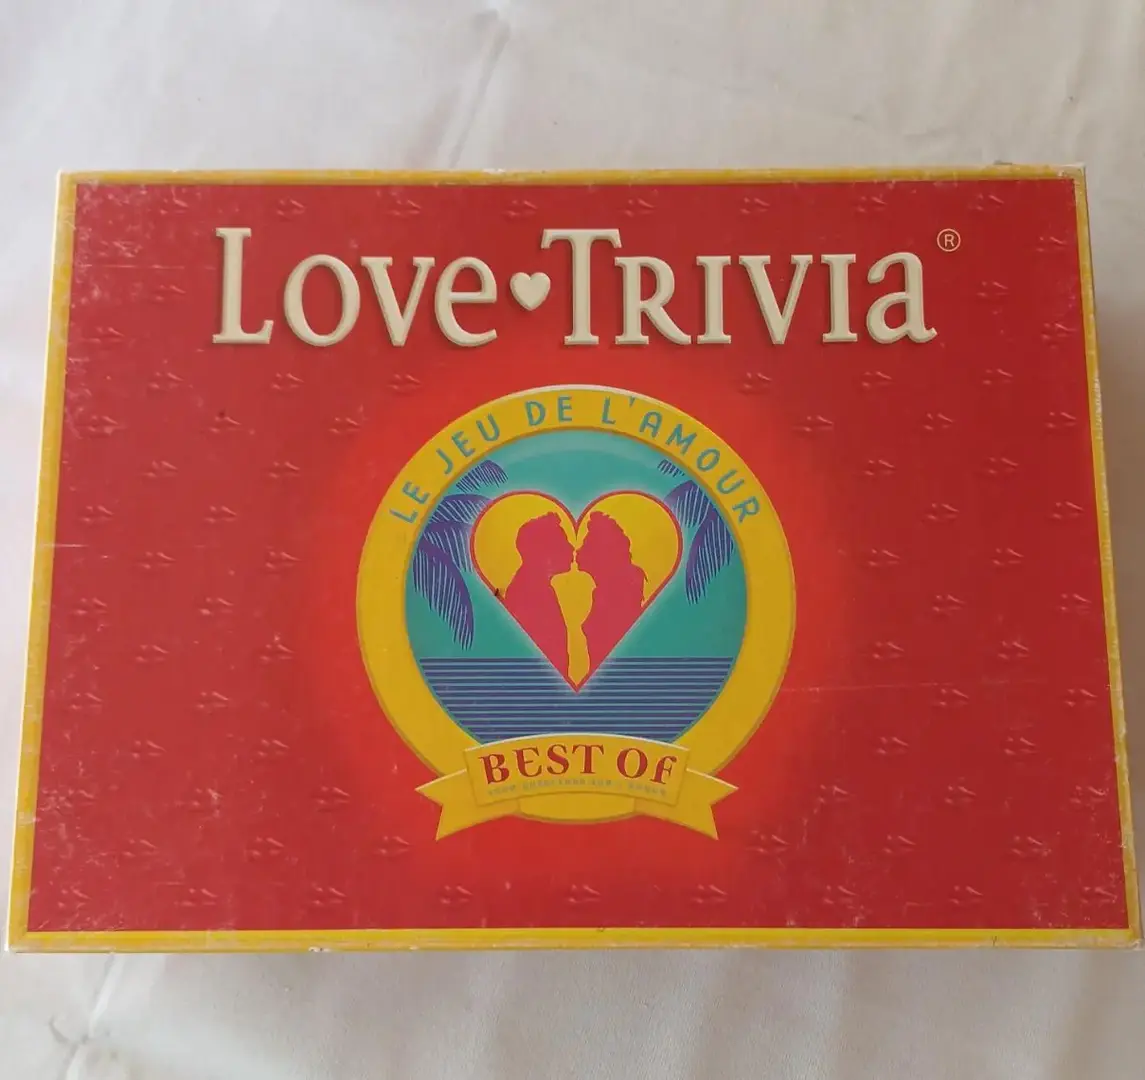 LOVE TRIVIA ®
LE JEU DE L'AMOUR
BEST OF